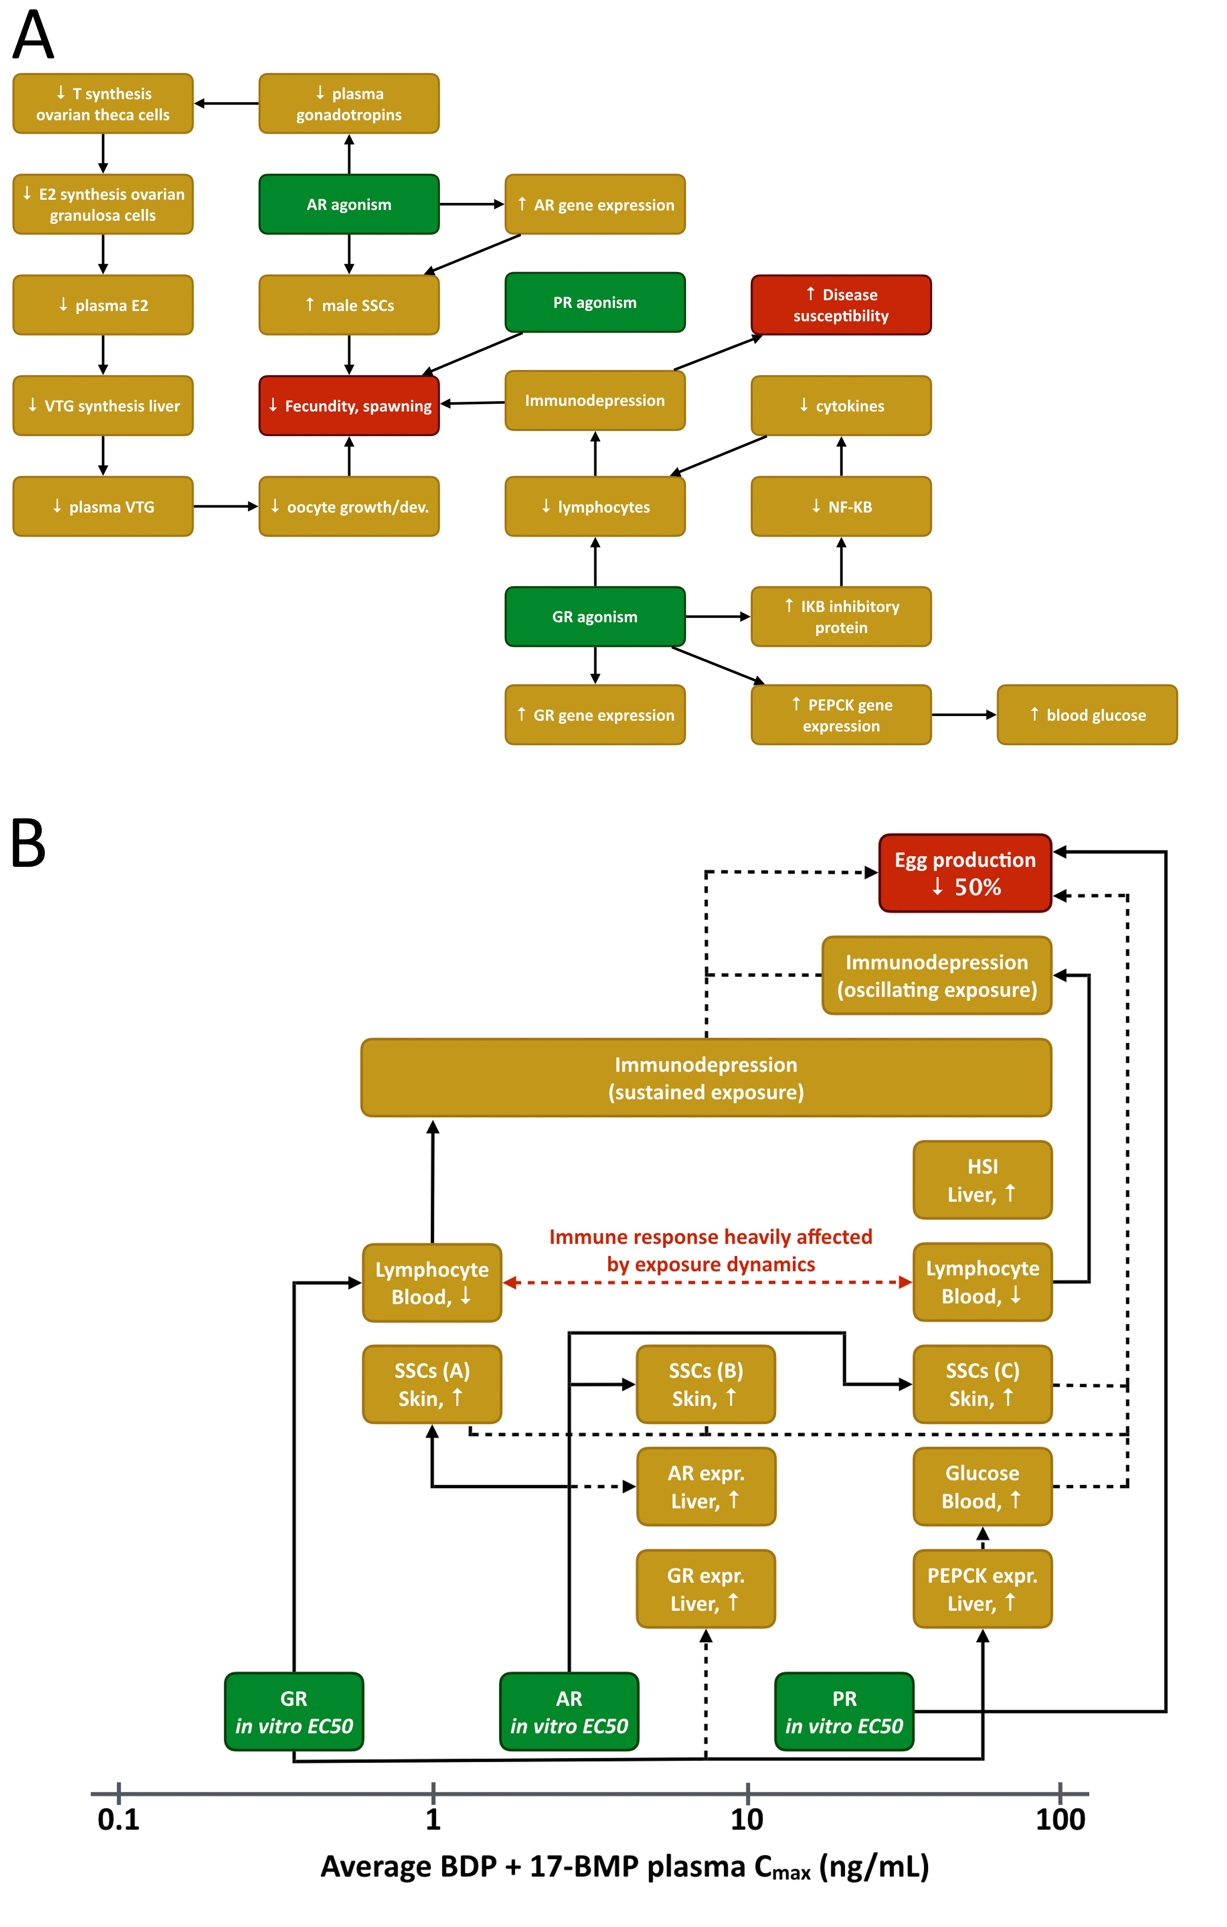 A
↓ T synthesis
ovarian theca cells
↓ plasma
gonadotropins
↓ E2 synthesis ovarian
granulosa cells
AR agonism
↑ AR gene expression
↓ plasma E2
↑ male SSCs
PR agonism
↑ Disease
susceptibility
↓ VTG synthesis liver
↓ Fecundity, spawning
Immunodepression
↓ cytokines
↓ plasma VTG
↓ oocyte growth/dev.
↓ lymphocytes
↓ NF-KB
GR agonism
↑ IKB inhibitory
protein
↑ GR gene expression
↑ PEPCK gene
expression
↑ blood glucose
B
Egg production
↓ 50%
Immunodepression
(oscillating exposure)
Immunodepression
(sustained exposure)
HSI
Liver, ↑
Immune response heavily affected
by exposure dynamics
Lymphocyte
Blood, ↓
Lymphocyte
Blood, ↓
SSCs (A)
Skin, ↑
SSCs (B)
Skin, ↑
SSCs (C)
Skin, ↑
AR expr.
Liver, ↑
Glucose
Blood, ↑
GR expr.
Liver, ↑
PEPCK expr.
Liver, ↑
GR
in vitro EC50
AR
in vitro EC50
PR
in vitro EC50
0.1 1 10 100
Average BDP + 17-BMP plasma Cmax (ng/mL)